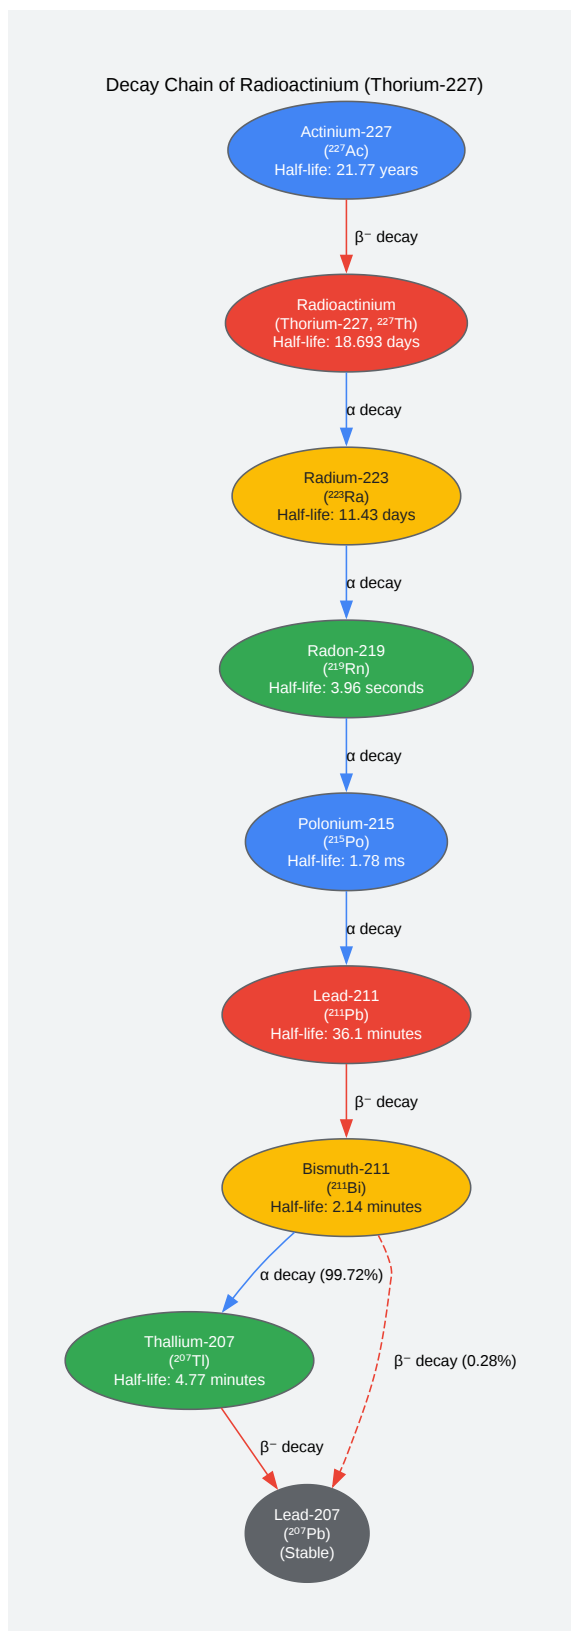 Decay Chain of Radioactinium (Thorium-227)
Actinium-227
(²²⁷Ac)
Half-life: 21.77 years
β⁻ decay
Radioactinium
(Thorium-227, ²²⁷Th)
Half-life: 18.693 days
α decay
Radium-223
(²²³Ra)
Half-life: 11.43 days
α decay
Radon-219
(²¹⁹Rn)
Half-life: 3.96 seconds
α decay
Polonium-215
(²¹⁵Po)
Half-life: 1.78 ms
α decay
Lead-211
(²¹¹Pb)
Half-life: 36.1 minutes
β⁻ decay
Bismuth-211
(²¹¹Bi)
Half-life: 2.14 minutes
α decay (99.72%)
Thallium-207
(²⁰⁷Tl)
Half-life: 4.77 minutes
β⁻ decay (0.28%)
β⁻ decay
Lead-207
(²⁰⁷Pb)
(Stable)